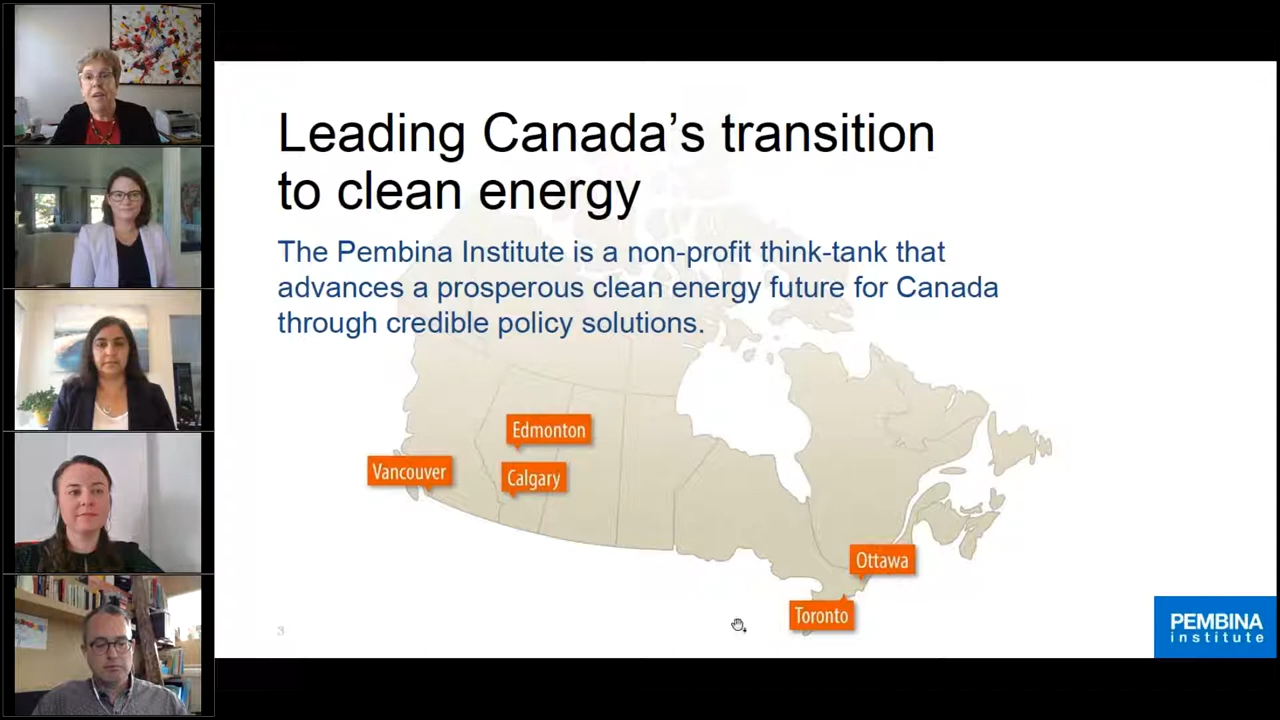 Leading Canada’s transition
to clean energy
The Pembina Institute is a non-profit think-tank that
advances a prosperous clean energy future for Canada
through credible policy solutions.
Edmonton
Vancouver
Calgary
Ottawa
Toronto
3
PEMBINA
institute